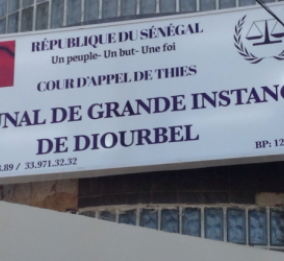 RÉPUBLIQUE DU SÉNÉGAL
Un peuple- Un but- Une foi
COUR D'APPEL DE THIES
UNAL DE GRANDE INSTANC
DE DIOURBEL
.89 / 33.971.32.32 BP: 12